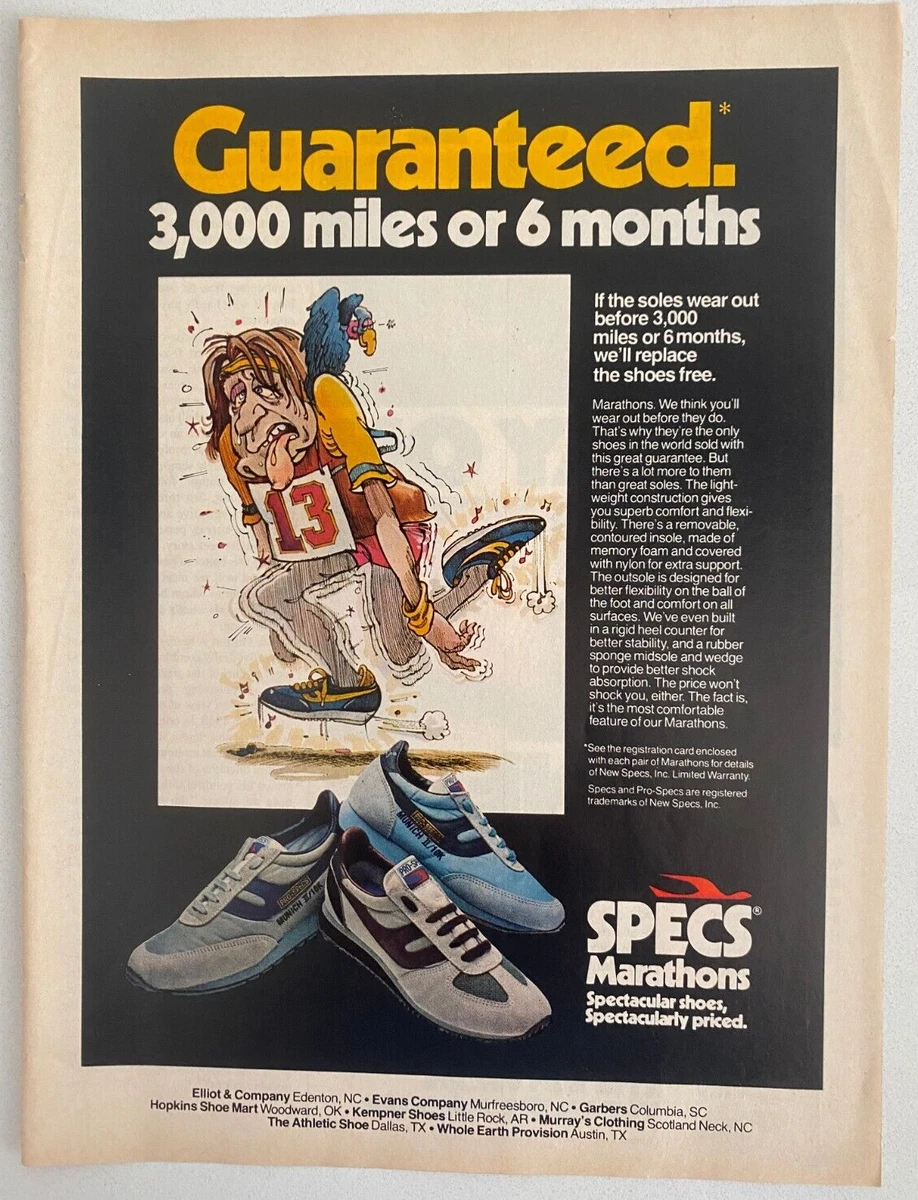 Guaranteed.*
3,000 miles or 6 months
13
If the soles wear out
before 3,000
miles or 6 months,
we'll replace
the shoes free.
Marathons. We think you'll
wear out before they do.
That's why they're the only
shoes in the world sold with
this great guarantee. But
there's a lot more to them
than great soles. The light-
weight construction gives
you superb comfort and flexi-
bility. There's a removable,
contoured insole, made of
memory foam and covered
with nylon for extra support.
The outsole is designed for
better flexibility on the ball of
the foot and comfort on all
surfaces. We've even built
in a rigid heel counter for
better stability, and a rubber
sponge midsole and wedge
to provide better shock
absorption. The price won't
shock you, either. The fact is,
it's the most comfortable
feature of our Marathons.
*See the registration card enclosed
with each pair of Marathons for details
of New Specs, Inc. Limited Warranty.
Specs and Pro-Specs are registered
trademarks of New Specs, Inc.
MUNICH
PRO-SPECS
MUNICH
SPECS®
Marathons
Spectacular shoes,
Spectacularly priced.
Elliot & Company Edenton, NC • Evans Company Murfreesboro, NC • Garbers Columbia, SC
Hopkins Shoe Mart Woodward, OK • Kempner Shoes Little Rock, AR • Murray's Clothing Scotland Neck, NC
The Athletic Shoe Dallas, TX • Whole Earth Provision Austin, TX